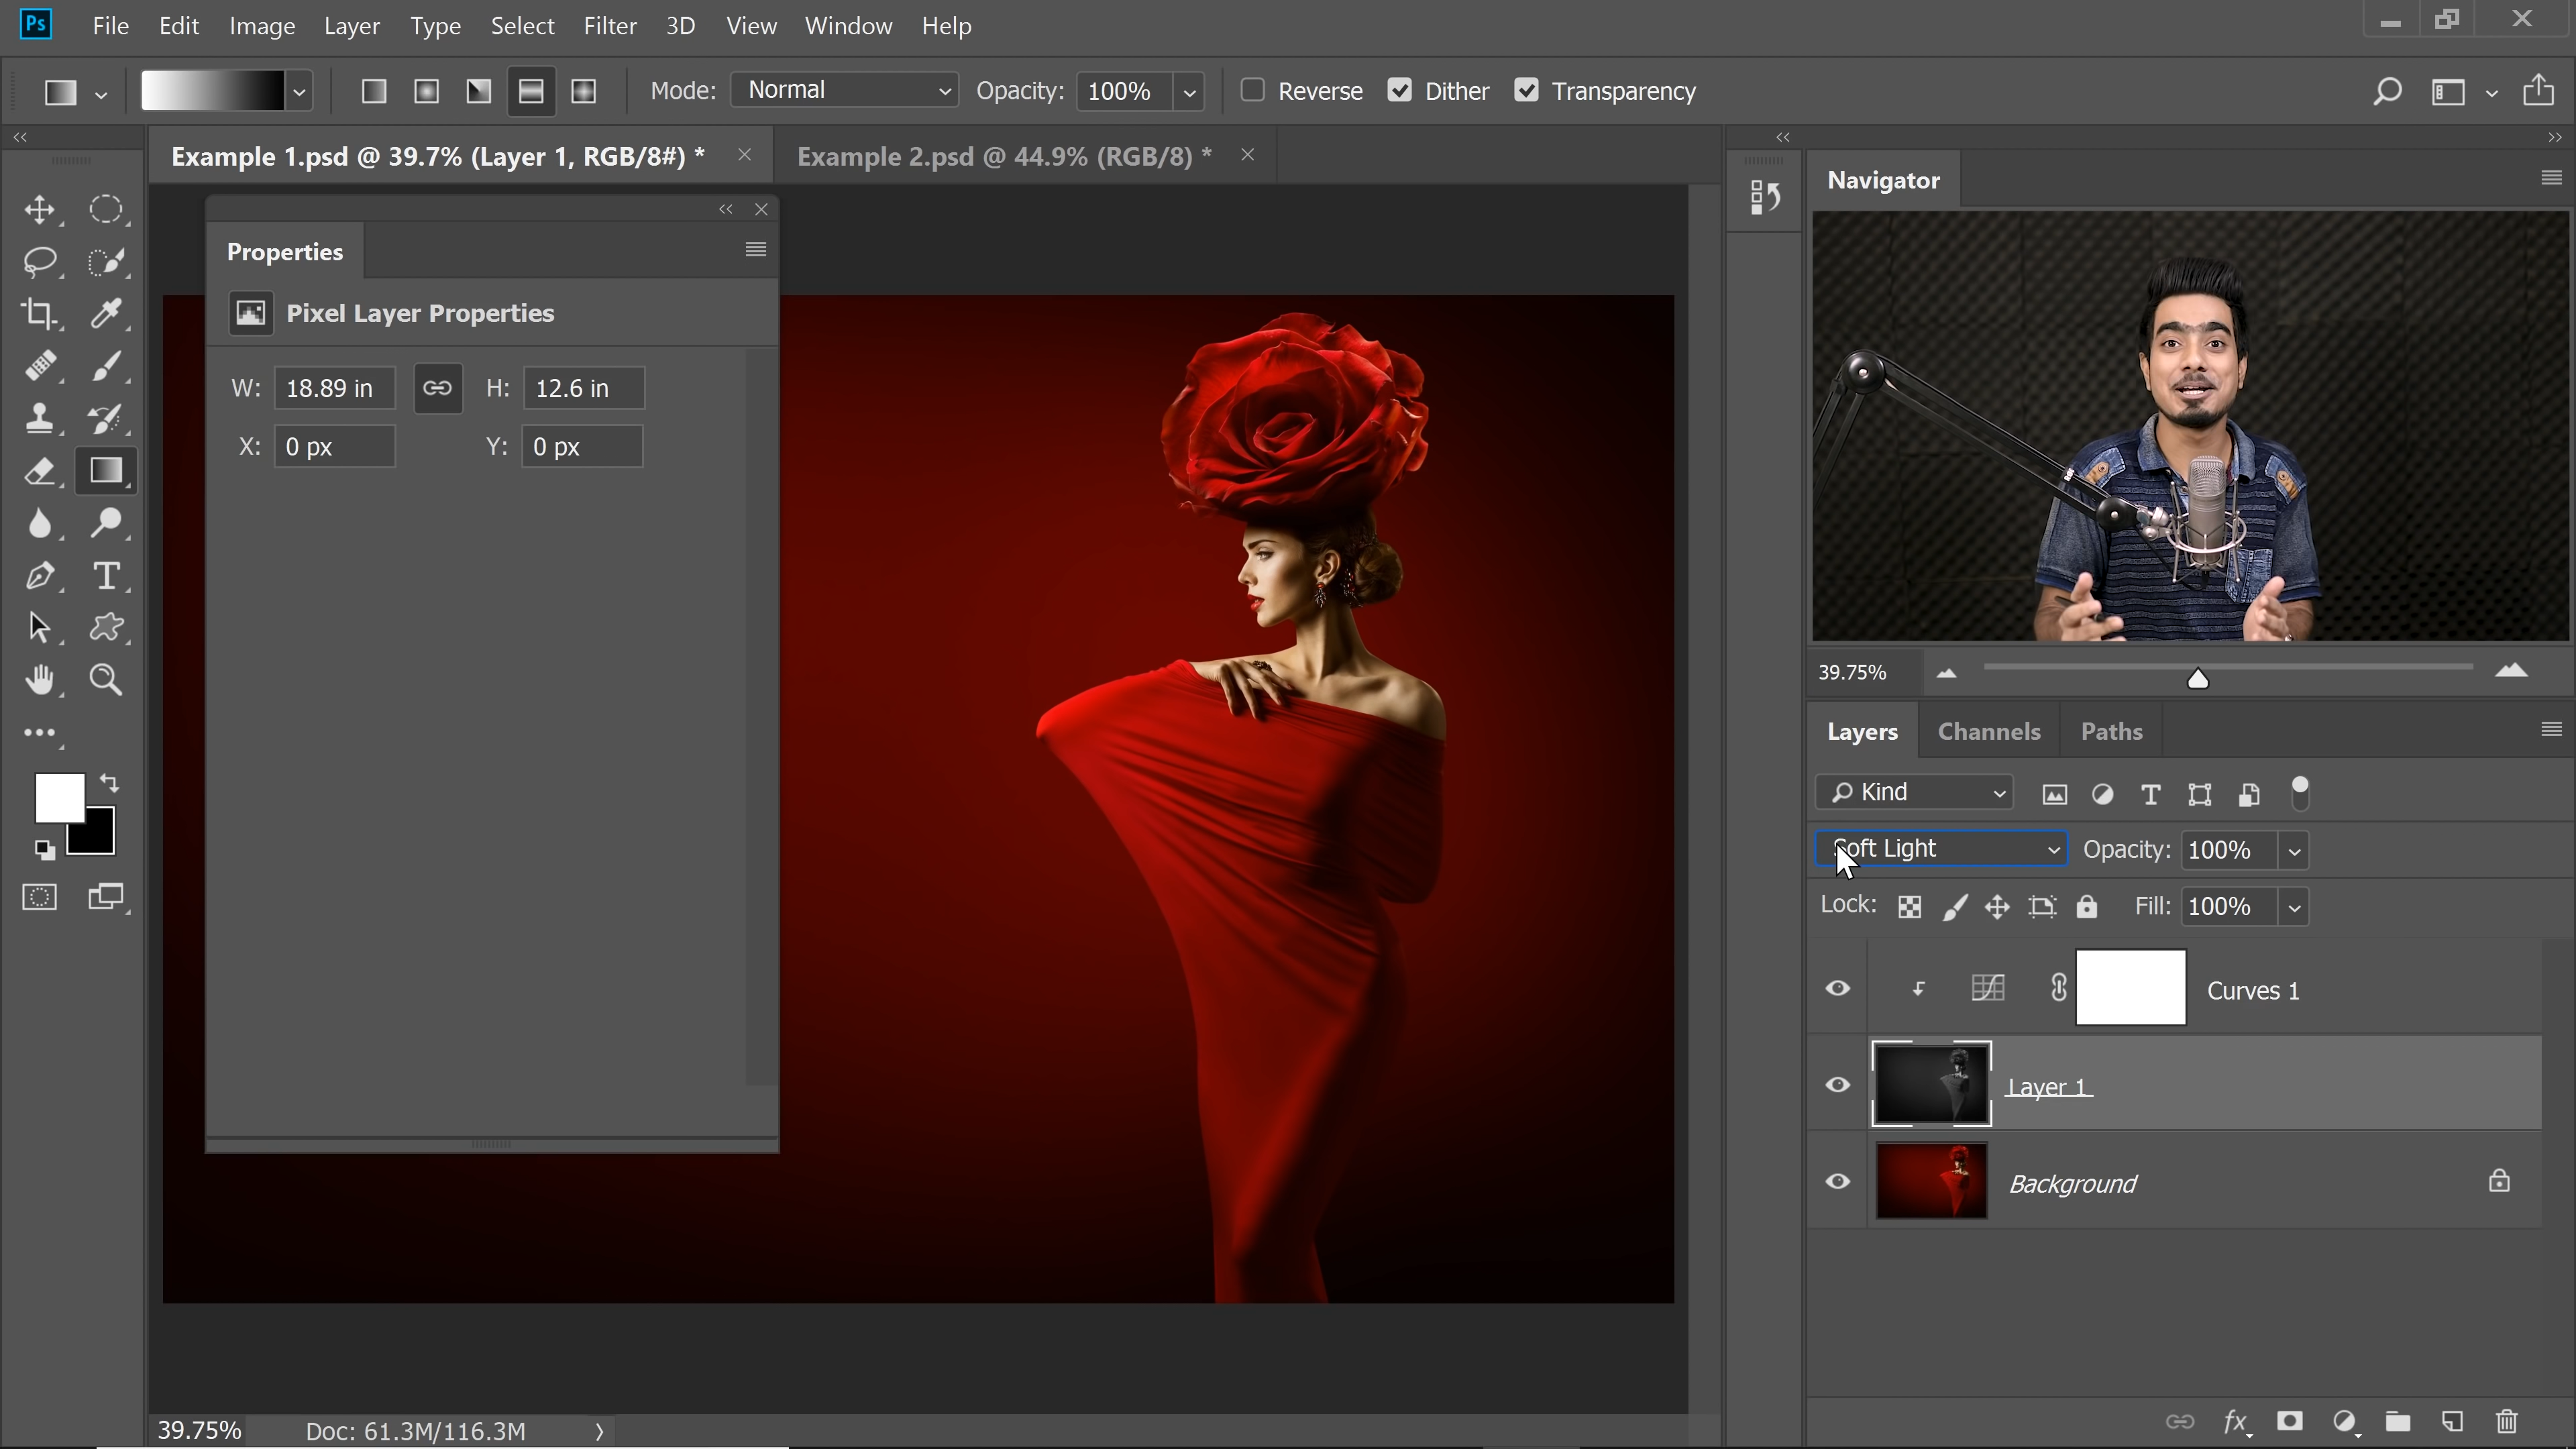 Ps File Edit Image Layer Type Select Filter 3D View Window Help
Mode: Normal Opacity: 100% Reverse Dither Transparency
Example 1.psd @ 39.7% (Layer 1, RGB/8#) * Example 2.psd @ 44.9% (RGB/8) *
Properties
Pixel Layer Properties
W: 18.89 in H: 12.6 in
X: 0 px Y: 0 px
39.75% Doc: 61.3M/116.3M
Navigator
39.75%
Layers Channels Paths
Kind
Soft Light Opacity: 100%
Lock: Fill: 100%
Curves 1
Layer 1
Background
fx